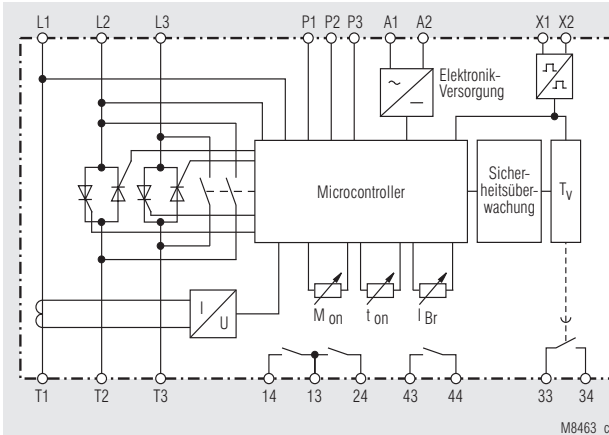 L1 L2 L3 P1 P2 P3 A1 A2 X1 X2
Elektronik-
Versorgung
Microcontroller
Sicher-
heitsüber-
wachung
Tv
I
U
M on
t on
I Br
T1 T2 T3 14 13 24 43 44 33 34
M8463_c